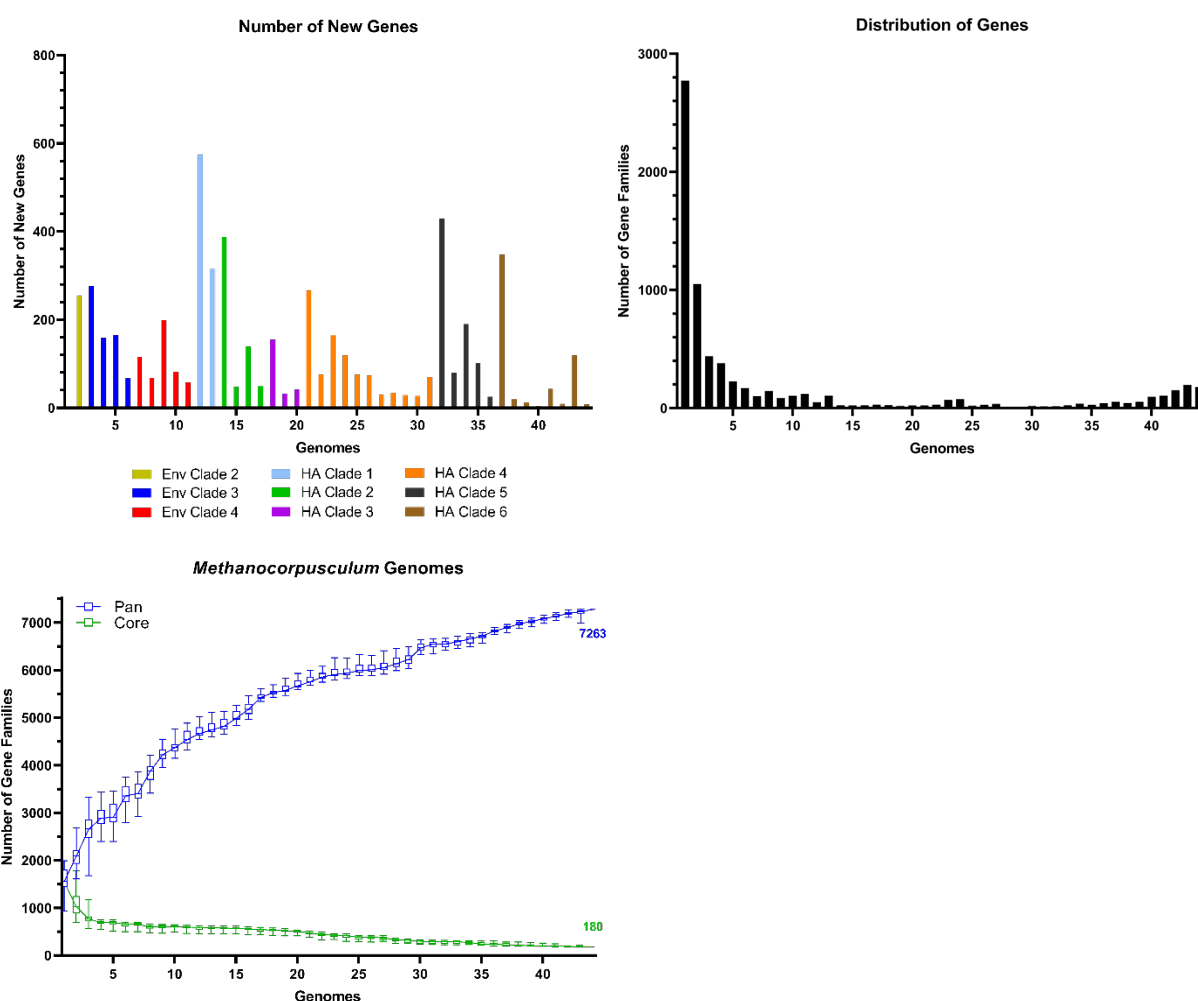 Number of New Genes
Number of New Genes
800
600
400
200
0
5
10
15
20
25
30
35
40
Genomes
Env Clade 2
HA Clade 1
HA Clade 4
Env Clade 3
HA Clade 2
HA Clade 5
Env Clade 4
HA Clade 3
HA Clade 6
Distribution of Genes
Number of Gene Families
3000
2000
1000
0
5
10
15
20
25
30
35
40
Genomes
Methanocorpusculum Genomes
Pan
Core
Number of Gene Families
7000
6000
5000
4000
3000
2000
1000
0
7263
180
5
10
15
20
25
30
35
40
Genomes